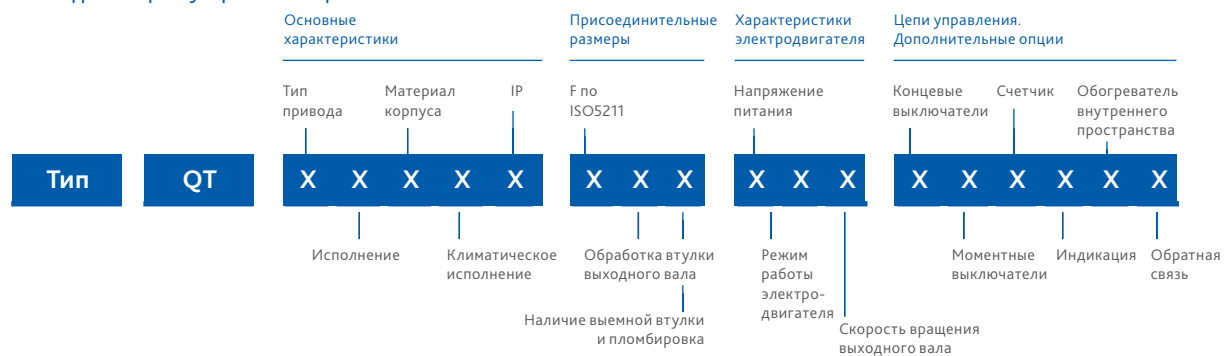 Основные
характеристики
Присоединительные
размеры
Характеристики
электродвигателя
Цепи управления.
Дополнительные опции
Тип
привода
Материал
корпуса
IP
F по
ISO5211
Напряжение
питания
Концевые
выключатели
Счетчик
Обогреватель
внутреннего
пространства
Тип
QT
X X X X X
X X X
X X X
X X X X X X
Исполнение
Климатическое
исполнение
Обработка втулки
выходного вала
Наличие выемной втулки
и пломбировка
Режим
работы
электро-
двигателя
Скорость вращения
выходного вала
Моментные
выключатели
Индикация
Обратная
связь